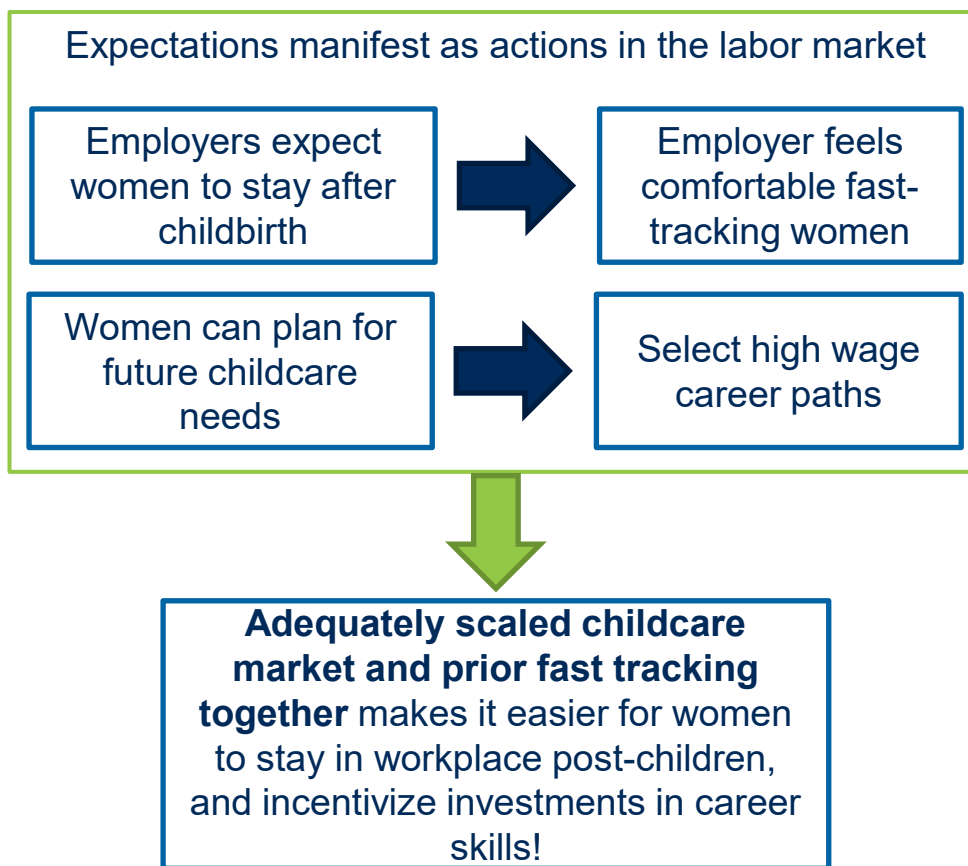 Expectations manifest as actions in the labor market
Employers expect
women to stay after
childbirth
Employer feels
comfortable fast-
tracking women
Women can plan for
future childcare
needs
Select high wage
career paths
Adequately scaled childcare
market and prior fast tracking
together makes it easier for women
to stay in workplace post-children,
and incentivize investments in career
skills!